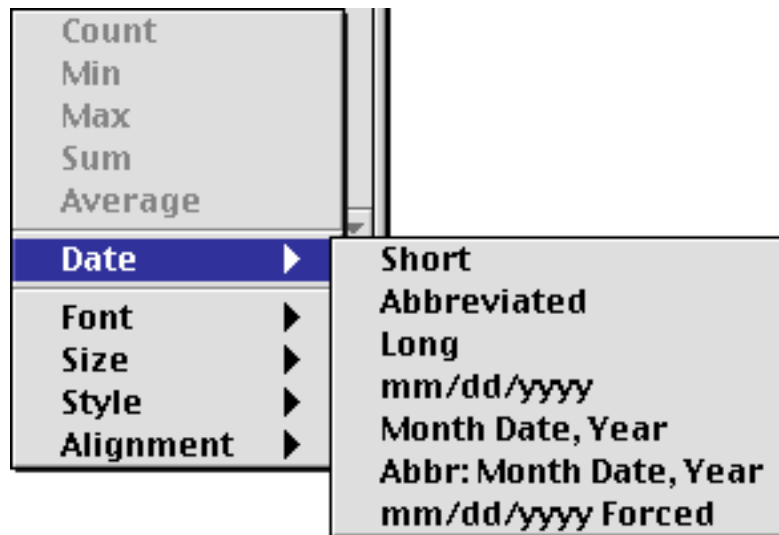 Count
Min
Max
Sum
Average
Date
Font
Size
Style
Alignment
Short
Abbreviated
Long
mm/dd/yyyy
Month Date, Year
Abbr: Month Date, Year
mm/dd/yyyy Forced